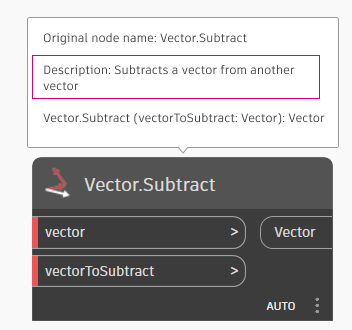 Original node name: Vector.Subtract
Description: Subtracts a vector from another
vector
Vector.Subtract (vectorToSubtract: Vector): Vector
Vector.Subtract
vector >
Vector
vectorToSubtract >
AUTO